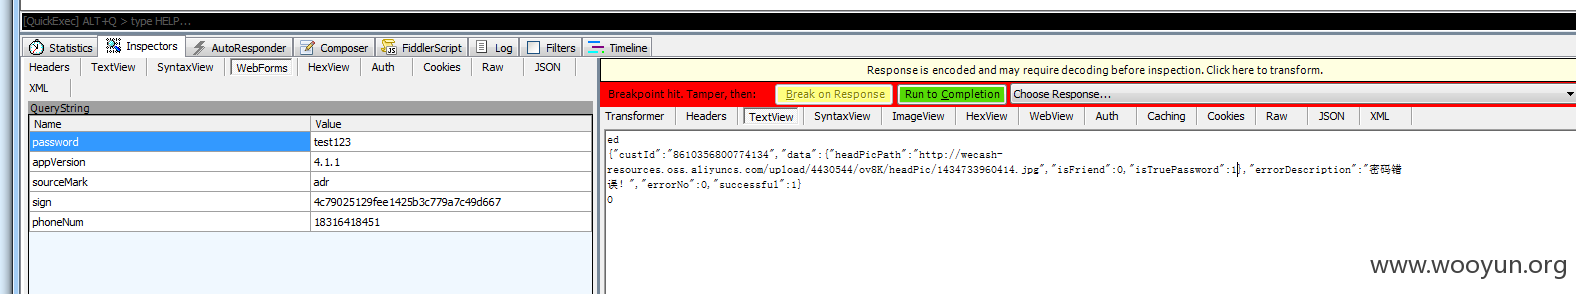 [QuickExec] ALT+Q > type HELP...
Statistics Inspectors AutoResponder Composer FiddlerScript Log Filters Timeline
Headers TextView SyntaxView WebForms HexView Auth Cookies Raw JSON
XML
QueryString
Name Value
password test123
appVersion 4.1.1
sourceMark adr
sign 4c79025129fee1425b3c779a7c49d667
phoneNum 18316418451
Response is encoded and may require decoding before inspection. Click here to transform.
Breakpoint hit. Tamper, then: Break on Response Run to Completion Choose Response...
Transformer Headers TextView SyntaxView ImageView HexView WebView Auth Caching Cookies Raw JSON XML
ed
{"custId":"8610356800774134","data":{"headPicPath":"http://wecash-
resources.oss.aliyuncs.com/upload/4430544/ov8K/headPic/1434733960414.jpg","isFriend":0,"isTruePassword":1},"errorDescription":"密码错
误！","errorNo":0,"successful":1}
0
www.wooyun.org